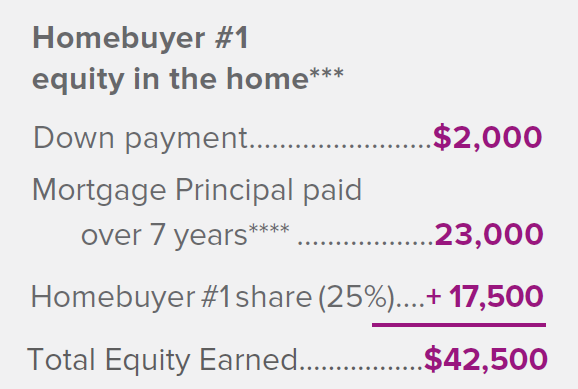 Homebuyer #1
equity in the home***
Down payment........................$2,000
Mortgage Principal paid
over 7 years**** ..................23,000
Homebuyer #1 share (25%)....+ 17,500
Total Equity Earned................$42,500